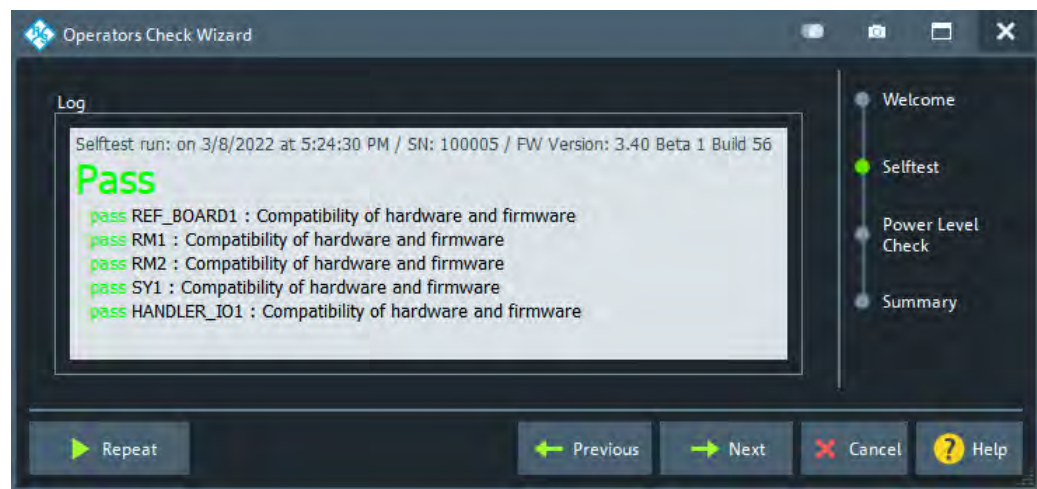 Operators Check Wizard
Log
Selftest run: on 3/8/2022 at 5:24:30 PM / SN: 100005 / FW Version: 3.40 Beta 1 Build 56
Pass
pass REF_BOARD1 : Compatibility of hardware and firmware
pass RM1 : Compatibility of hardware and firmware
pass RM2 : Compatibility of hardware and firmware
pass SY1 : Compatibility of hardware and firmware
pass HANDLER_IO1 : Compatibility of hardware and firmware
Welcome
Selftest
Power Level
Check
Summary
Repeat
Previous
Next
Cancel
? Help